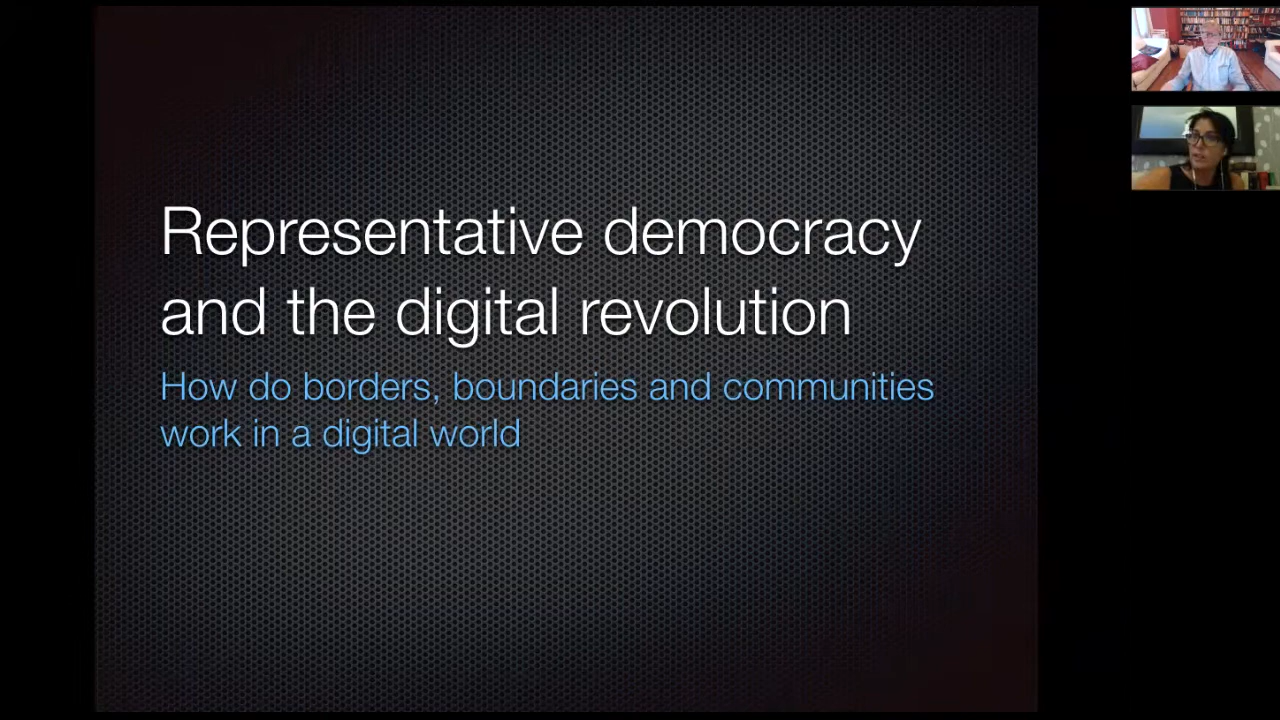 Representative democracy
and the digital revolution
How do borders, boundaries and communities
work in a digital world